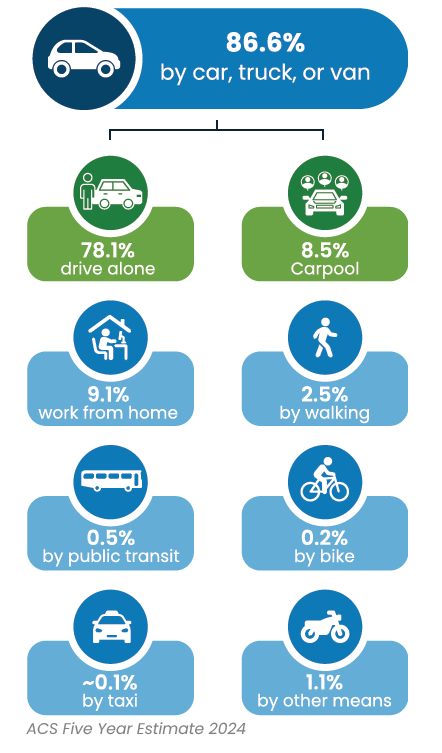 86.6%
by car, truck, or van
78.1%
drive alone
8.5%
Carpool
9.1%
work from home
2.5%
by walking
0.5%
by public transit
0.2%
by bike
~0.1%
by taxi
1.1%
by other means
ACS Five Year Estimate 2024